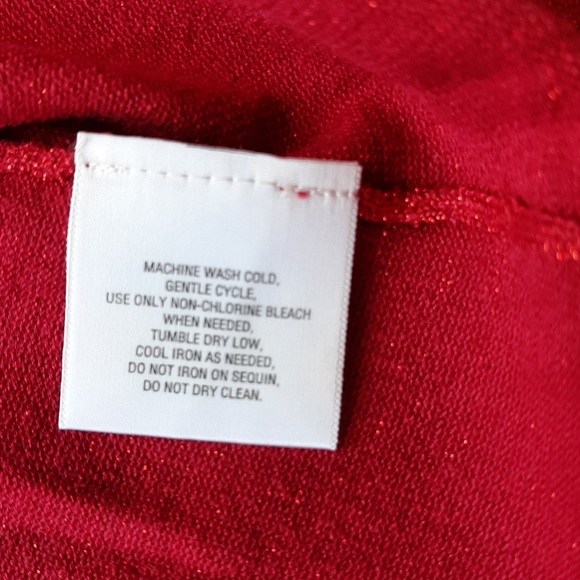 MACHINE WASH COLD,
GENTLE CYCLE,
USE ONLY NON-CHLORINE BLEACH
WHEN NEEDED,
TUMBLE DRY LOW,
COOL IRON AS NEEDED,
DO NOT IRON ON SEQUIN,
DO NOT DRY CLEAN.